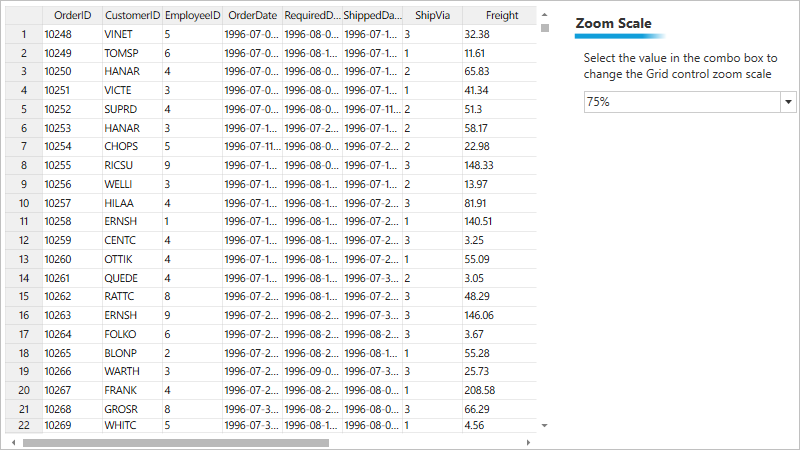 OrderID CustomerID EmployeeID OrderDate RequiredD... ShippedDa... ShipVia Freight
1 10248 VINET 5 1996-07-0... 1996-08-0... 1996-07-1... 3 32.38
2 10249 TOMSP 6 1996-07-0... 1996-08-1... 1996-07-1... 1 11.61
3 10250 HANAR 4 1996-07-0... 1996-08-0... 1996-07-1... 2 65.83
4 10251 VICTE 3 1996-07-0... 1996-08-0... 1996-07-1... 1 41.34
5 10252 SUPRD 4 1996-07-0... 1996-08-0... 1996-07-11... 2 51.3
6 10253 HANAR 3 1996-07-1... 1996-07-2... 1996-07-1... 2 58.17
7 10254 CHOPS 5 1996-07-11... 1996-08-0... 1996-07-2... 2 22.98
8 10255 RICSU 9 1996-07-1... 1996-08-0... 1996-07-1... 3 148.33
9 10256 WELLI 3 1996-07-1... 1996-08-1... 1996-07-1... 2 13.97
10 10257 HILAA 4 1996-07-1... 1996-08-1... 1996-07-2... 3 81.91
11 10258 ERNSH 1 1996-07-1... 1996-08-1... 1996-07-2... 1 140.51
12 10259 CENTC 4 1996-07-1... 1996-08-1... 1996-07-2... 3 3.25
13 10260 OTTIK 4 1996-07-1... 1996-08-1... 1996-07-2... 1 55.09
14 10261 QUEDE 4 1996-07-1... 1996-08-1... 1996-07-3... 2 3.05
15 10262 RATTC 8 1996-07-2... 1996-08-1... 1996-07-2... 3 48.29
16 10263 ERNSH 9 1996-07-2... 1996-08-2... 1996-07-3... 3 146.06
17 10264 FOLKO 6 1996-07-2... 1996-08-2... 1996-08-2... 3 3.67
18 10265 BLONP 2 1996-07-2... 1996-08-2... 1996-08-1... 1 55.28
19 10266 WARTH 3 1996-07-2... 1996-09-0... 1996-07-3... 3 25.73
20 10267 FRANK 4 1996-07-2... 1996-08-2... 1996-08-0... 1 208.58
21 10268 GROSR 8 1996-07-3... 1996-08-2... 1996-08-0... 3 66.29
22 10269 WHITC 5 1996-07-3... 1996-08-1... 1996-08-0... 1 4.56
Zoom Scale
Select the value in the combo box to
change the Grid control zoom scale
75%